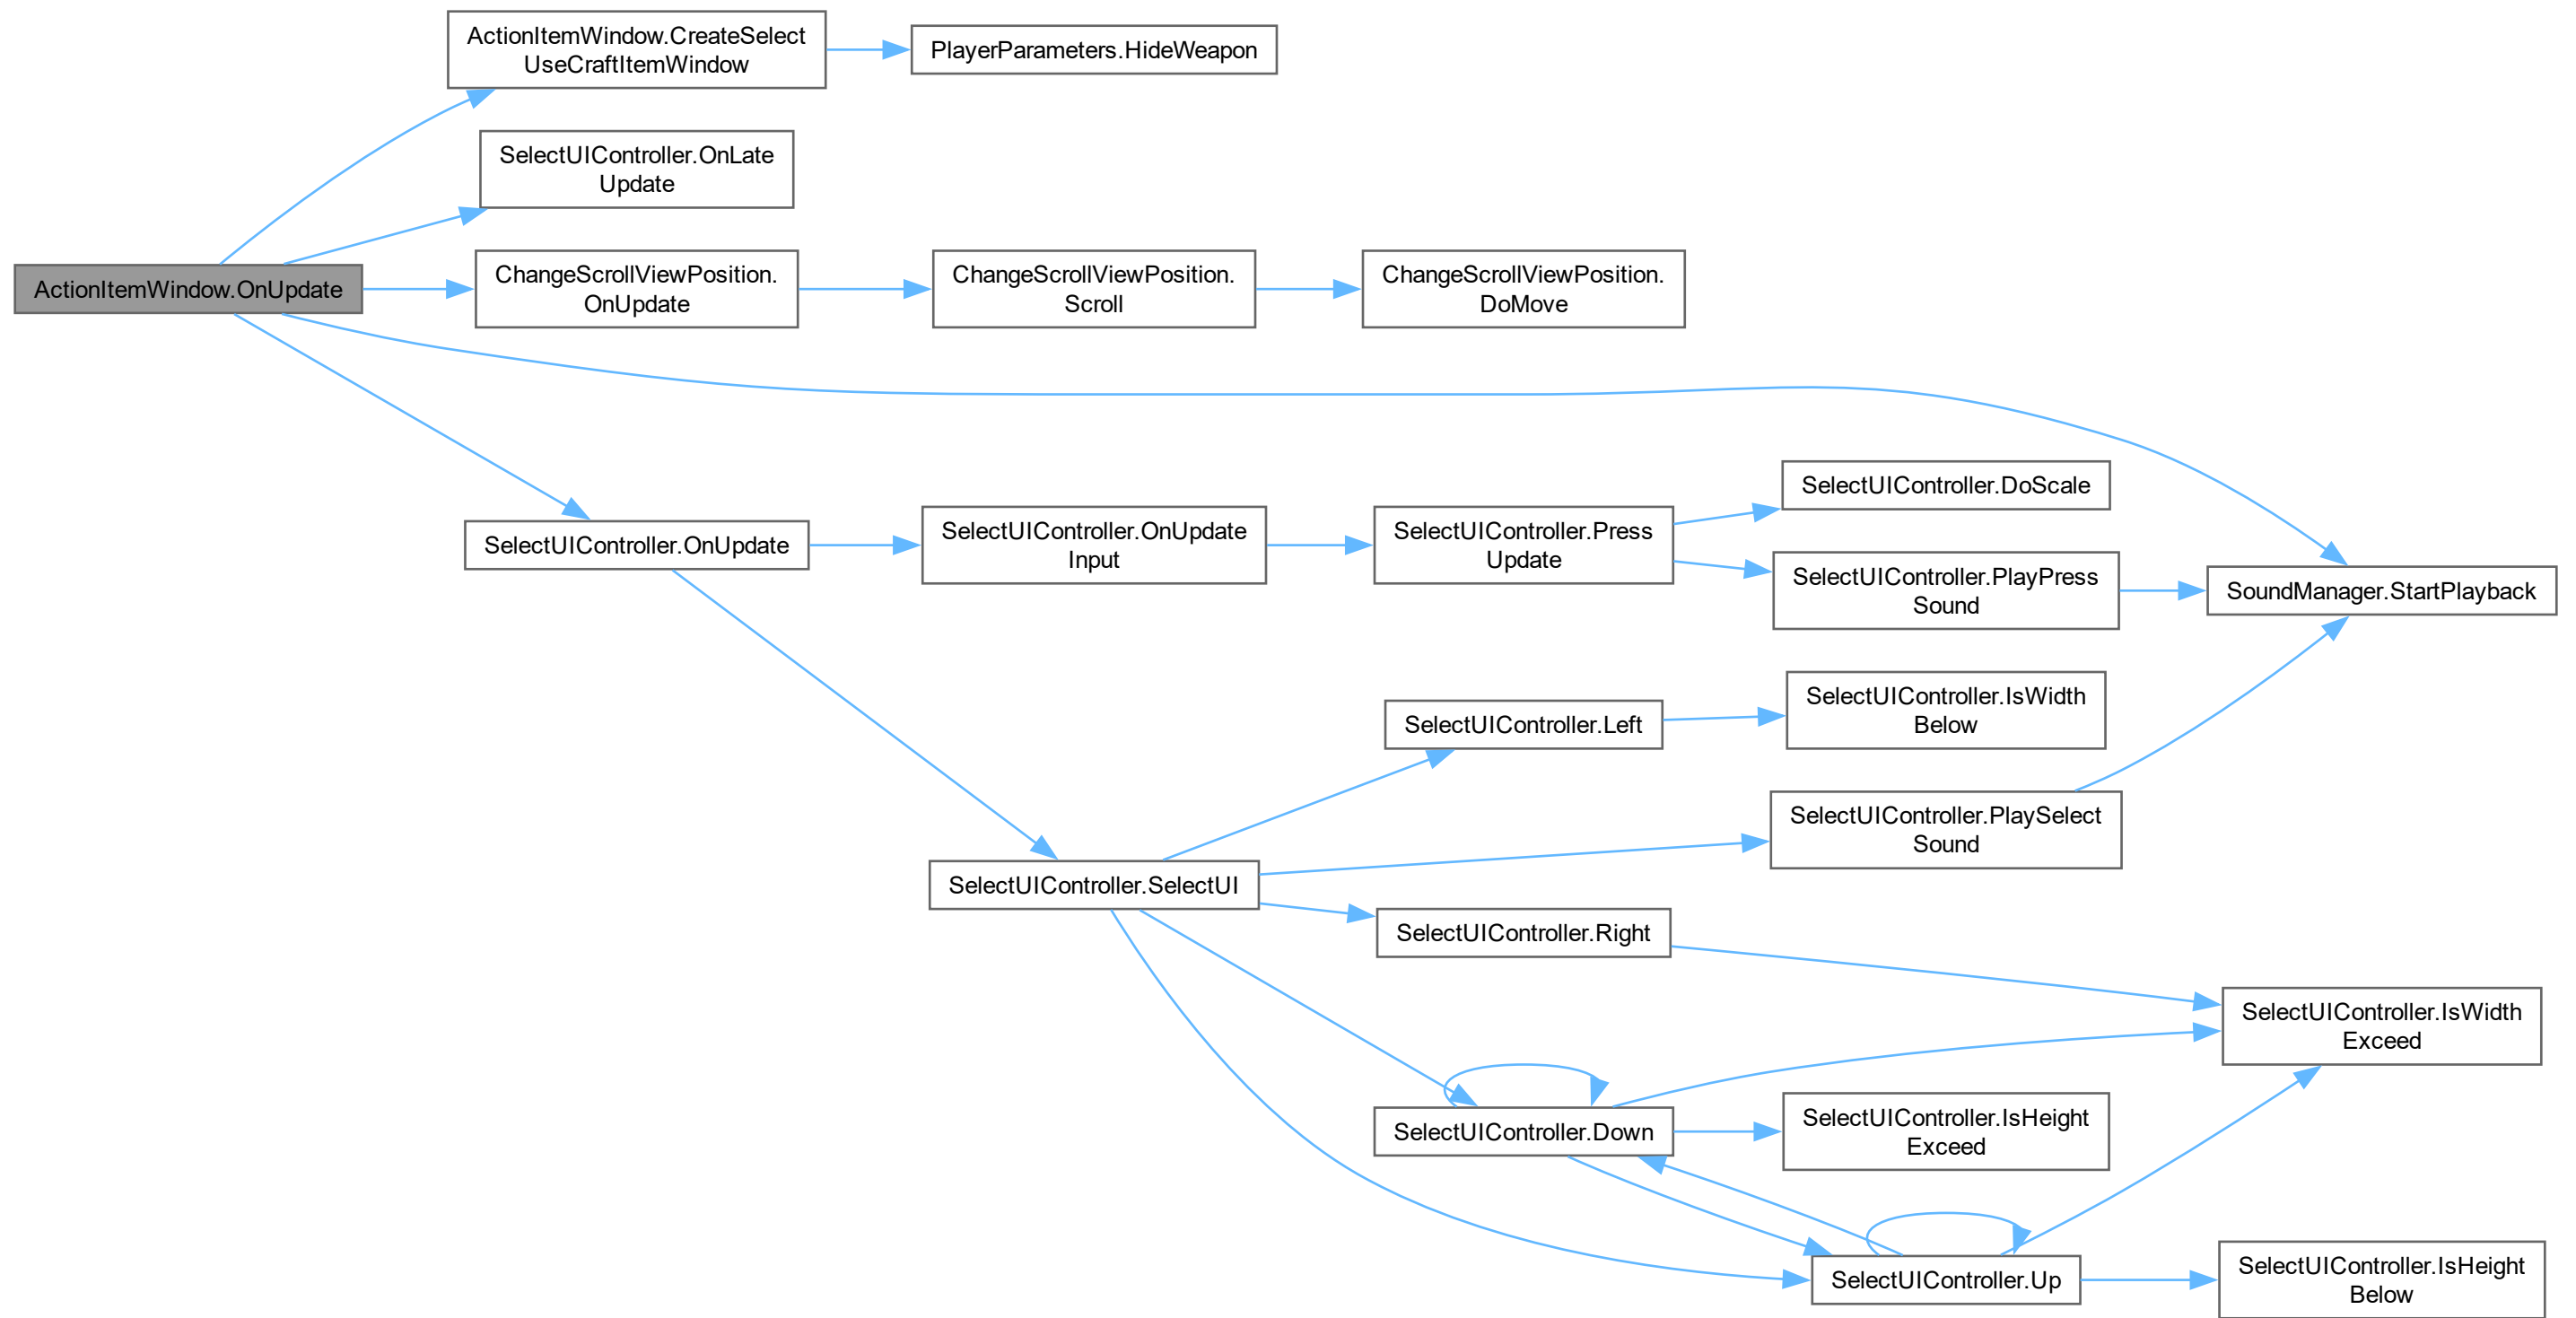 ActionItemWindow.CreateSelect
UseCraftItemWindow
PlayerParameters.HideWeapon
SelectUIController.OnLate
Update
ActionItemWindow.OnUpdate
ChangeScrollViewPosition.
OnUpdate
ChangeScrollViewPosition.
Scroll
ChangeScrollViewPosition.
DoMove
SelectUIController.OnUpdate
SelectUIController.OnUpdate
Input
SelectUIController.Press
Update
SelectUIController.DoScale
SelectUIController.PlayPress
Sound
SoundManager.StartPlayback
SelectUIController.Left
SelectUIController.IsWidth
Below
SelectUIController.PlaySelect
Sound
SelectUIController.SelectUI
SelectUIController.Right
SelectUIController.IsWidth
Exceed
SelectUIController.Down
SelectUIController.IsHeight
Exceed
SelectUIController.Up
SelectUIController.IsHeight
Below